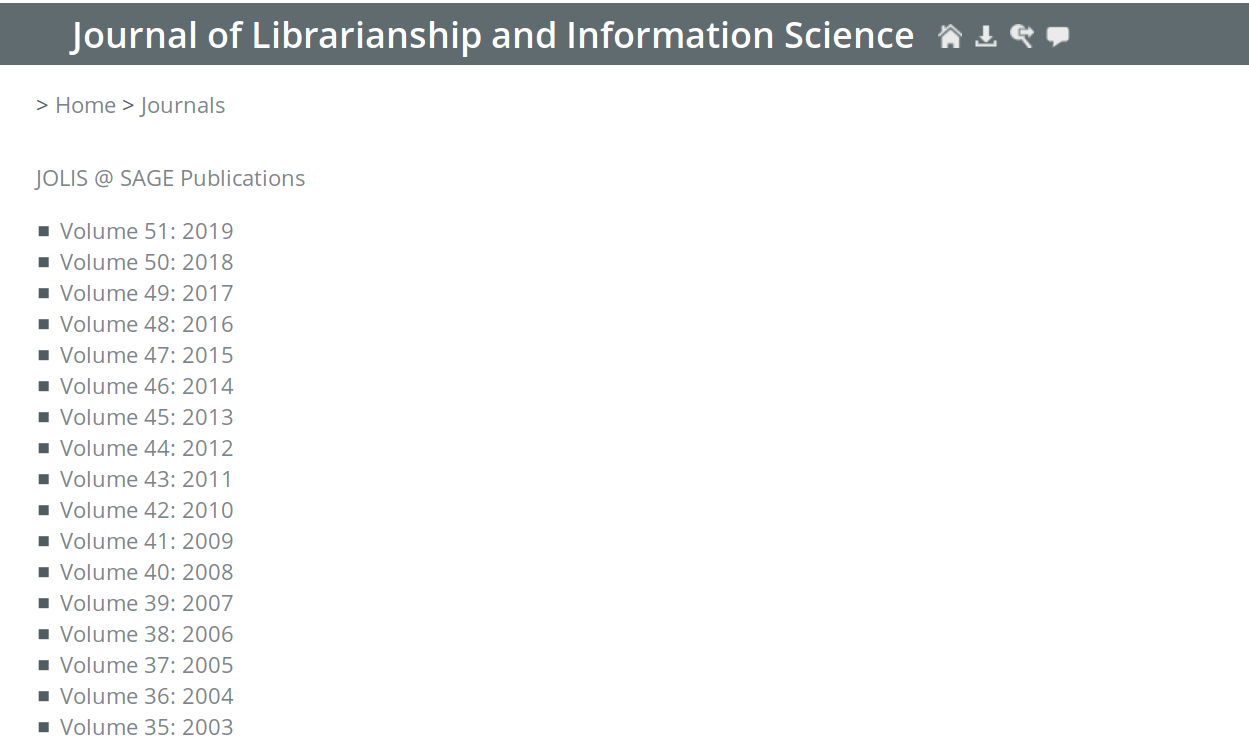 Journal of Librarianship and Information Science
> Home > Journals
JOLIS @ SAGE Publications
Volume 51: 2019
Volume 50: 2018
Volume 49: 2017
Volume 48: 2016
Volume 47: 2015
Volume 46: 2014
Volume 45: 2013
Volume 44: 2012
Volume 43: 2011
Volume 42: 2010
Volume 41: 2009
Volume 40: 2008
Volume 39: 2007
Volume 38: 2006
Volume 37: 2005
Volume 36: 2004
Volume 35: 2003